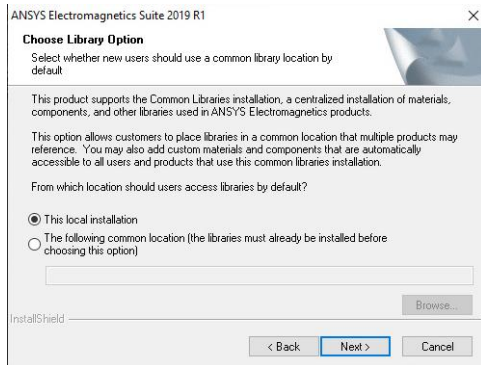 ANSYS Electromagnetics Suite 2019 R1
Choose Library Option
Select whether new users should use a common library location by
default
This product supports the Common Libraries installation, a centralized installation of materials,
components, and other libraries used in ANSYS Electromagnetics products.
This option allows customers to place libraries in a common location that multiple products may
reference. You may also add custom materials and components that are automatically
accessible to all users and products that use this common libraries installation.
From which location should users access libraries by default?
This local installation
The following common location (the libraries must already be installed before
choosing this option)
Browse...
InstallShield
< Back Next > Cancel